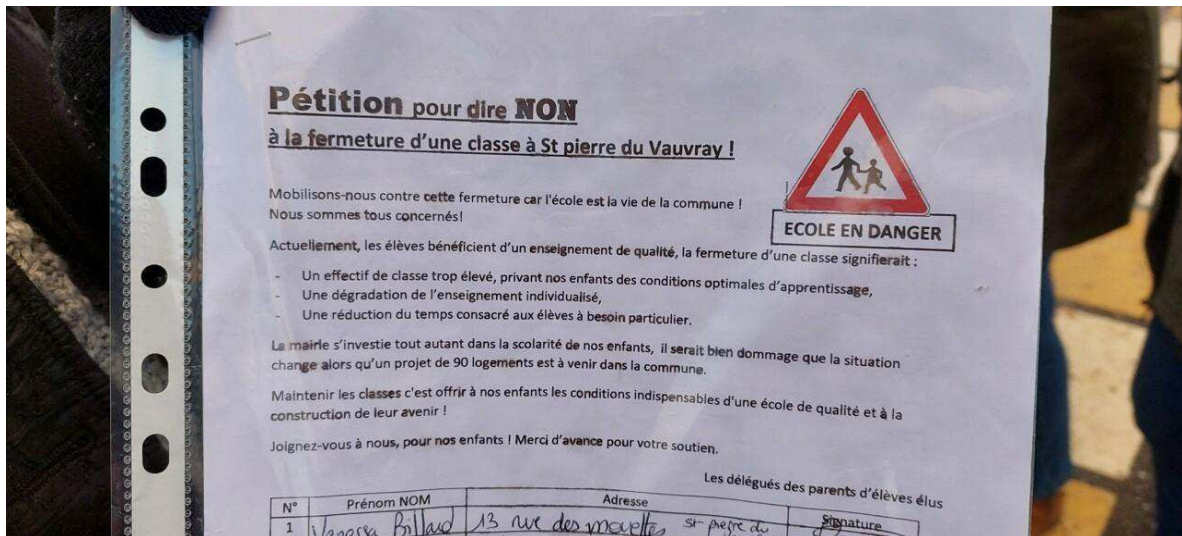 Pétition pour dire NON
à la fermeture d'une classe à St pierre du Vauvray !
Mobilisons-nous contre cette fermeture car l'école est la vie de la commune !
Nous sommes tous concernés!
ECOLE EN DANGER
Actuellement, les élèves bénéficient d'un enseignement de qualité, la fermeture d'une classe signifierait :
- Un effectif de classe trop élevé, privant nos enfants des conditions optimales d'apprentissage,
- Une dégradation de l'enseignement individualisé,
- Une réduction du temps consacré aux élèves à besoin particulier.
La mairie s'investie tout autant dans la scolarité de nos enfants, il serait bien dommage que la situation
change alors qu'un projet de 90 logements est à venir dans la commune.
Maintenir les classes c'est offrir à nos enfants les conditions indispensables d'une école de qualité et à la
construction de leur avenir !
Joignez-vous à nous, pour nos enfants ! Merci d'avance pour votre soutien.
Les délégués des parents d'élèves élus
N° Prénom NOM Adresse Signature
1 Vanessa Billard 13 rue des mouettes st pierre du